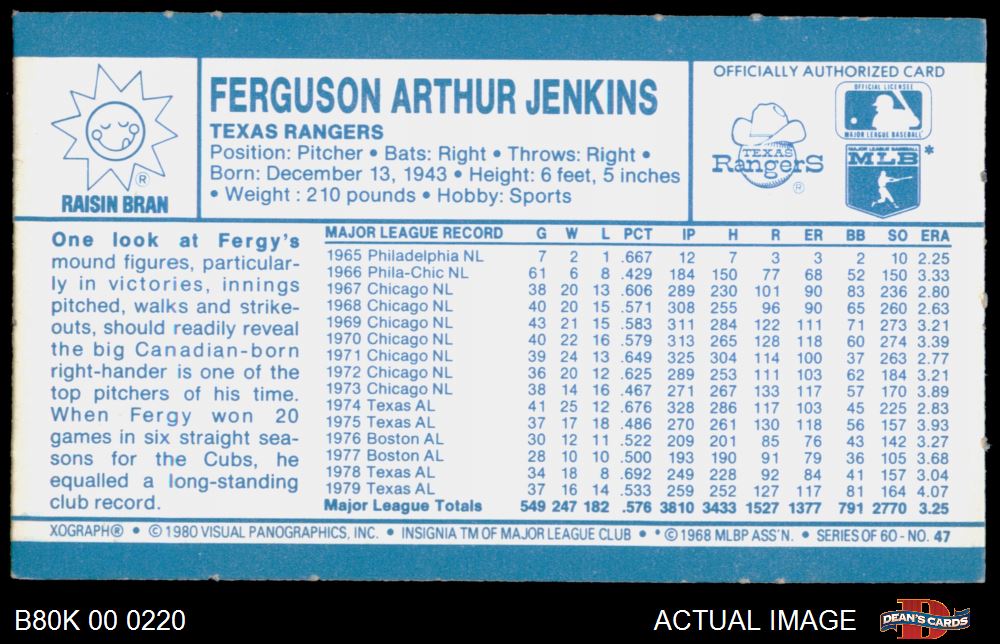 RAISIN BRAN
®
FERGUSON ARTHUR JENKINS
TEXAS RANGERS
Position: Pitcher • Bats: Right • Throws: Right •
Born: December 13, 1943 • Height: 6 feet, 5 inches
• Weight : 210 pounds • Hobby: Sports
OFFICIALLY AUTHORIZED CARD
TEXAS
Rangers
®
OFFICIAL LICENSEE
MAJOR LEAGUE BASEBALL
MAJOR LEAGUE BASEBALL
MLB *
One look at Fergy's
mound figures, particular-
ly in victories, innings
pitched, walks and strike-
outs, should readily reveal
the big Canadian-born
right-hander is one of the
top pitchers of his time.
When Fergy won 20
games in six straight sea-
sons for the Cubs, he
equalled a long-standing
club record.
MAJOR LEAGUE RECORD G W L PCT IP H R ER BB SO ERA
1965 Philadelphia NL 7 2 1 .667 12 7 3 3 2 10 2.25
1966 Phila-Chic NL 61 6 8 .429 184 150 77 68 52 150 3.33
1967 Chicago NL 38 20 13 .606 289 230 101 90 83 236 2.80
1968 Chicago NL 40 20 15 .571 308 255 96 90 65 260 2.63
1969 Chicago NL 43 21 15 .583 311 284 122 111 71 273 3.21
1970 Chicago NL 40 22 16 .579 313 265 128 118 60 274 3.39
1971 Chicago NL 39 24 13 .649 325 304 114 100 37 263 2.77
1972 Chicago NL 36 20 12 .625 289 253 111 103 62 184 3.21
1973 Chicago NL 38 14 16 .467 271 267 133 117 57 170 3.89
1974 Texas AL 41 25 12 .676 328 286 117 103 45 225 2.83
1975 Texas AL 37 17 18 .486 270 261 130 118 56 157 3.93
1976 Boston AL 30 12 11 .522 209 201 85 76 43 142 3.27
1977 Boston AL 28 10 10 .500 193 190 91 79 36 105 3.68
1978 Texas AL 34 18 8 .692 249 228 92 84 41 157 3.04
1979 Texas AL 37 16 14 .533 259 252 127 117 81 164 4.07
Major League Totals 549 247 182 .576 3810 3433 1527 1377 791 2770 3.25
XOGRAPH® • © 1980 VISUAL PANOGRAPHICS, INC. • INSIGNIA TM OF MAJOR LEAGUE CLUB • * © 1968 MLBP ASS'N. • SERIES OF 60 - NO. 47
B80K 00 0220
ACTUAL IMAGE
DEAN'S CARDS